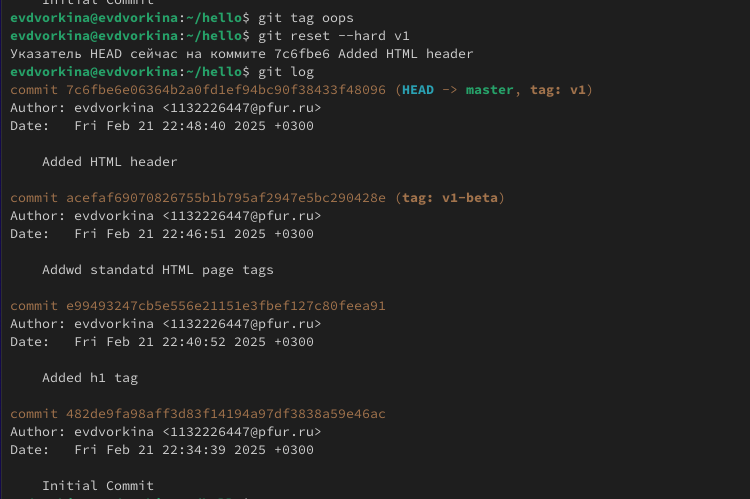 Initial Commit
evdvorkina@evdvorkina:~/hello$ git tag oops
evdvorkina@evdvorkina:~/hello$ git reset --hard v1
Указатель HEAD сейчас на коммите 7c6fbe6 Added HTML header
evdvorkina@evdvorkina:~/hello$ git log
commit 7c6fbe6e06364b2a0fd1ef94bc90f38433f48096 (HEAD -> master, tag: v1)
Author: evdvorkina <1132226447@pfur.ru>
Date:   Fri Feb 21 22:48:40 2025 +0300
Added HTML header
commit acefaf69070826755b1b795af2947e5bc290428e (tag: v1-beta)
Author: evdvorkina <1132226447@pfur.ru>
Date:   Fri Feb 21 22:46:51 2025 +0300
Addwd standatd HTML page tags
commit e99493247cb5e556e21151e3fbef127c80feea91
Author: evdvorkina <1132226447@pfur.ru>
Date:   Fri Feb 21 22:40:52 2025 +0300
Added h1 tag
commit 482de9fa98aff3d83f14194a97df3838a59e46ac
Author: evdvorkina <1132226447@pfur.ru>
Date:   Fri Feb 21 22:34:39 2025 +0300
Initial Commit